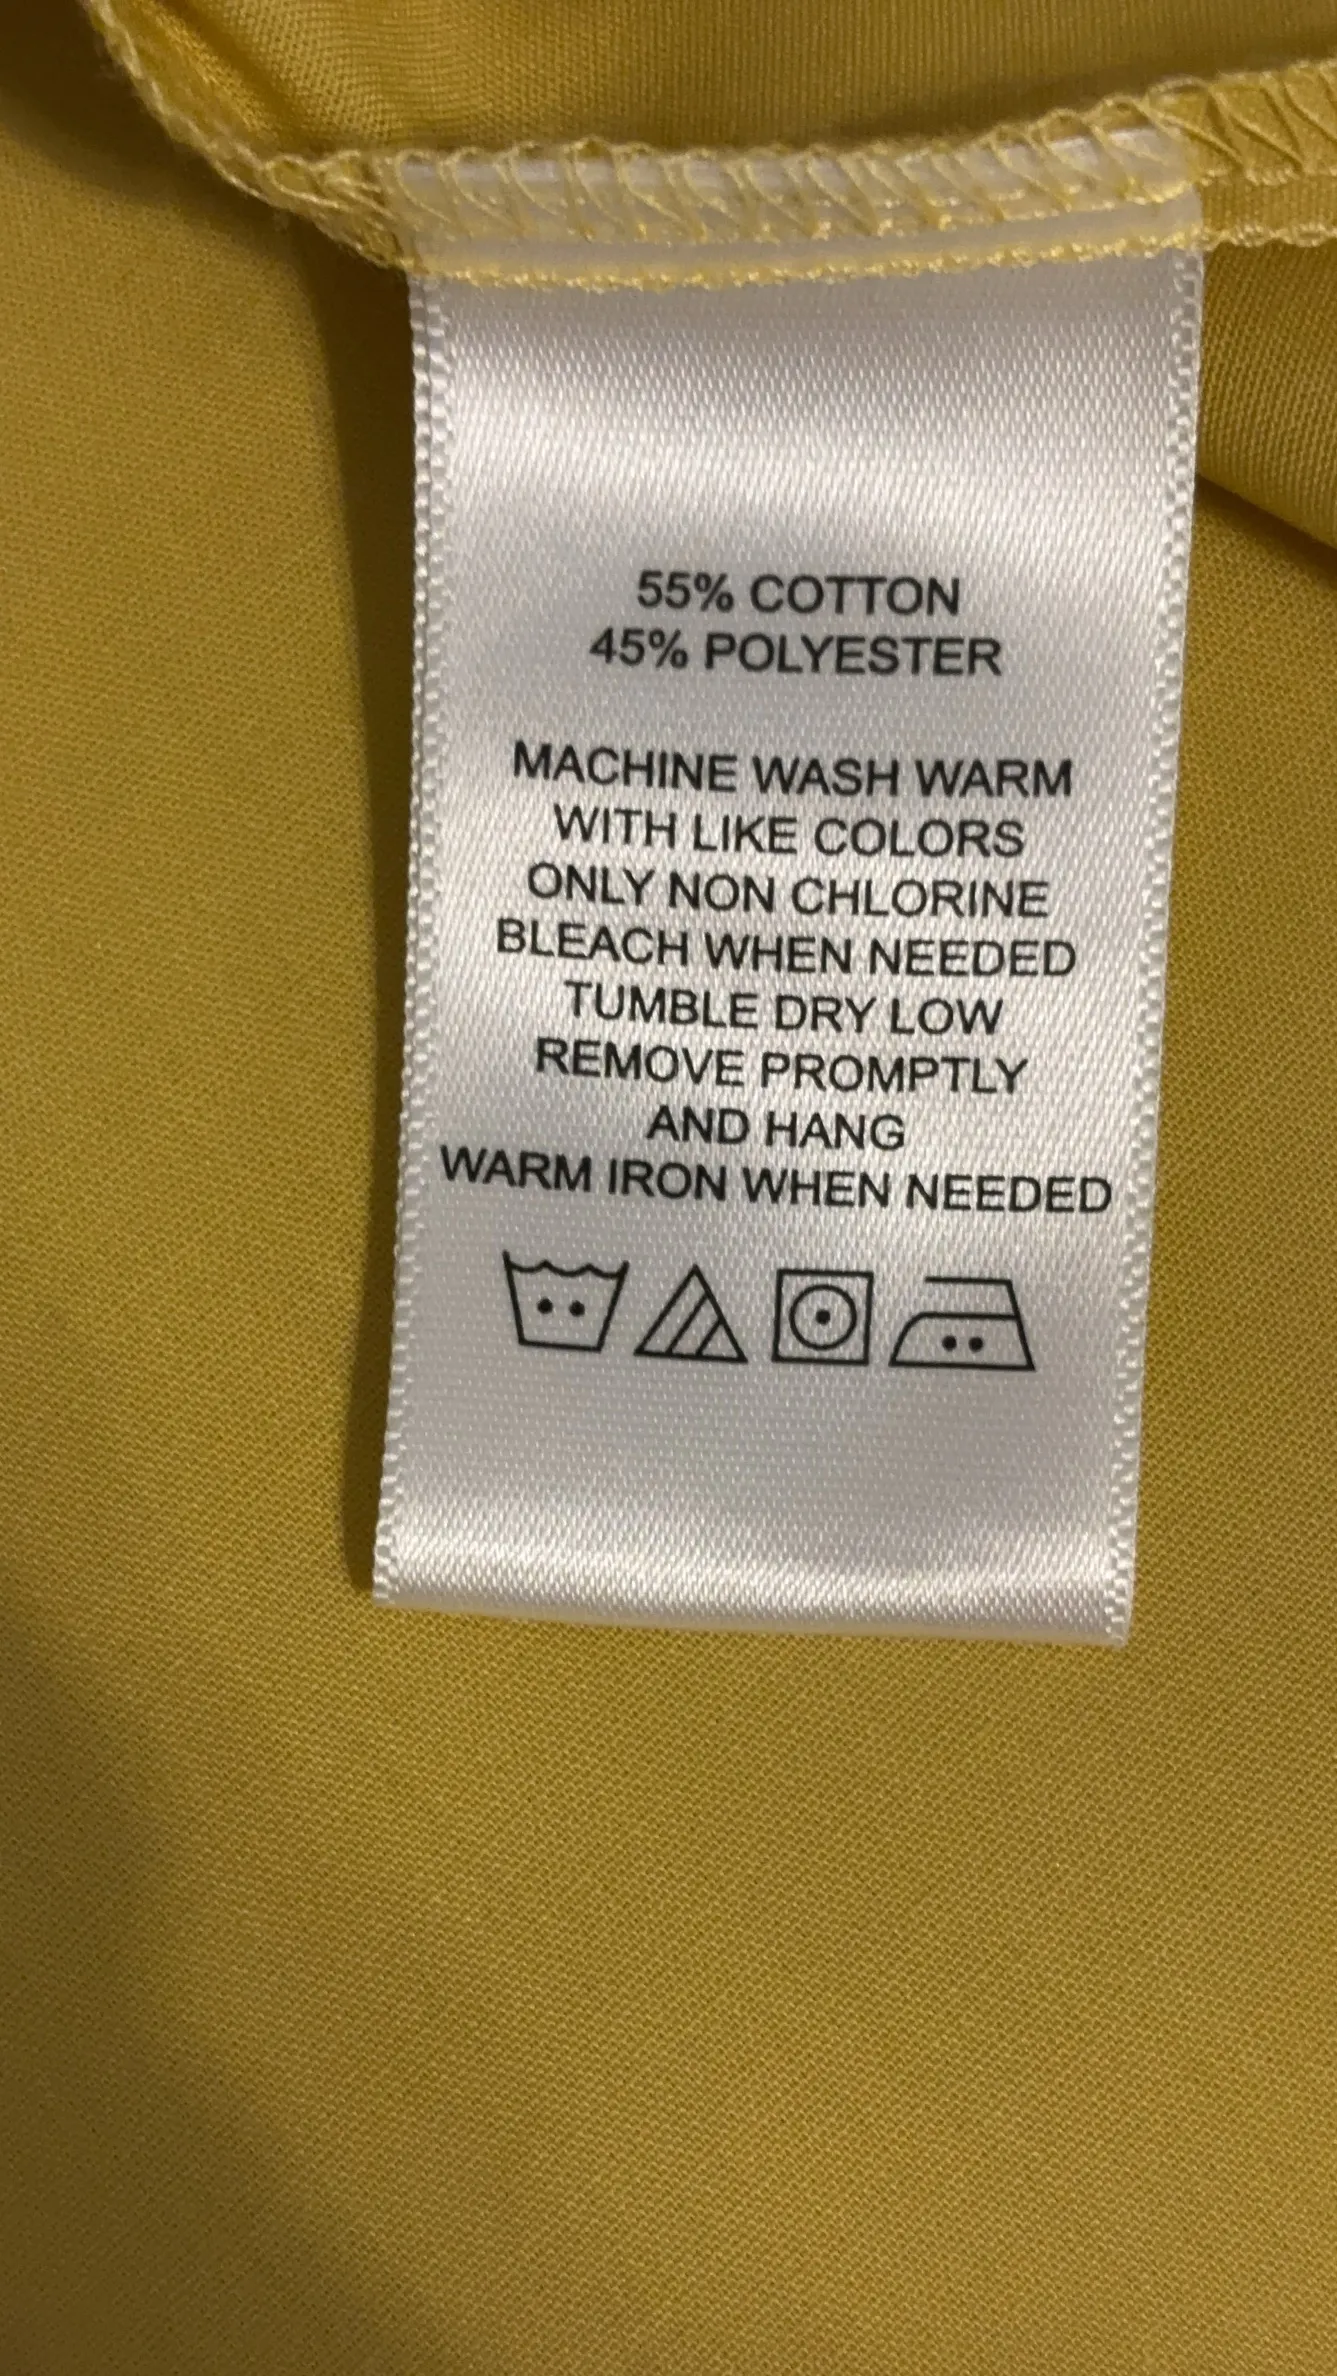 55% COTTON
45% POLYESTER
MACHINE WASH WARM
WITH LIKE COLORS
ONLY NON CHLORINE
BLEACH WHEN NEEDED
TUMBLE DRY LOW
REMOVE PROMPTLY
AND HANG
WARM IRON WHEN NEEDED